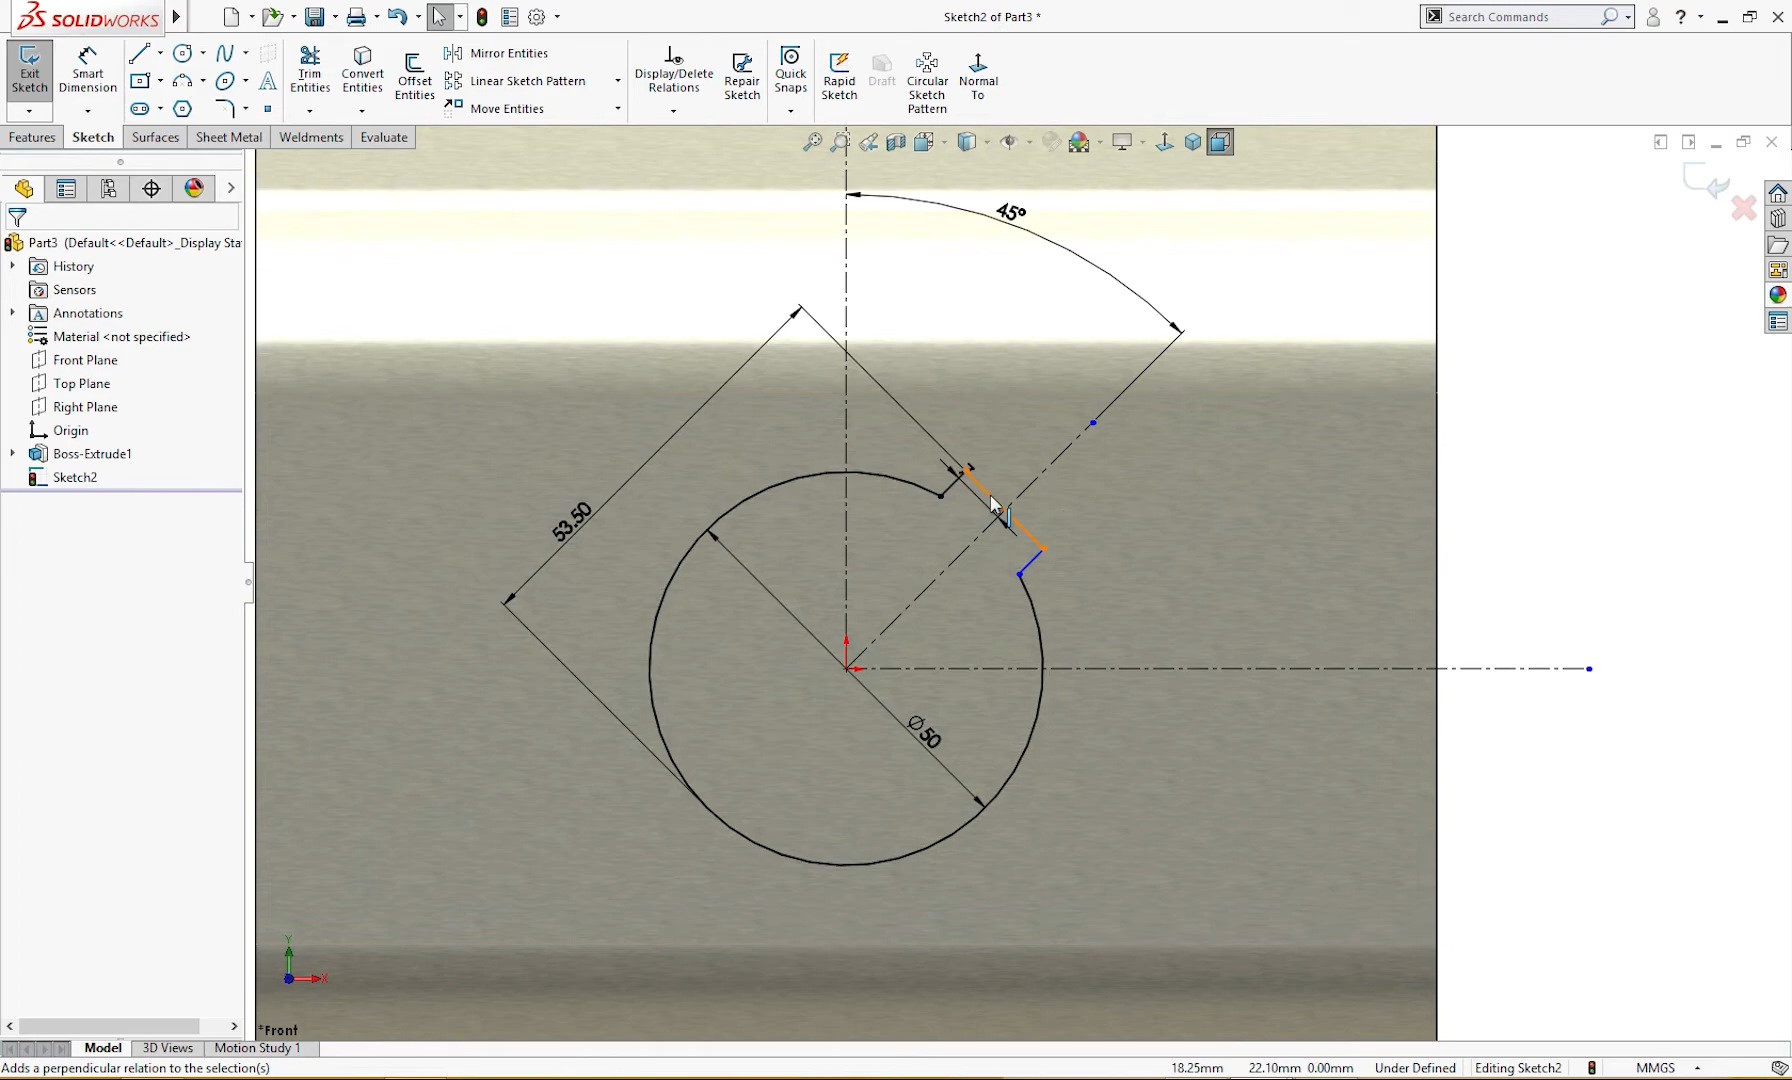 SOLIDWORKS
Sketch2 of Part3 *
Search Commands
Exit Sketch
Smart Dimension
Trim Entities
Convert Entities
Offset Entities
Mirror Entities
Linear Sketch Pattern
Move Entities
Display/Delete Relations
Repair Sketch
Quick Snaps
Rapid Sketch
Draft
Circular Sketch Pattern
Normal To
Features
Sketch
Surfaces
Sheet Metal
Weldments
Evaluate
Part3 (Default<<Default>_Display Sta
History
Sensors
Annotations
Material <not specified>
Front Plane
Top Plane
Right Plane
Origin
Boss-Extrude1
Sketch2
45°
53.50
Ø50
Y
X
*Front
Model
3D Views
Motion Study 1
Adds a perpendicular relation to the selection(s)
18.25mm
22.10mm 0.00mm
Under Defined
Editing Sketch2
MMGS